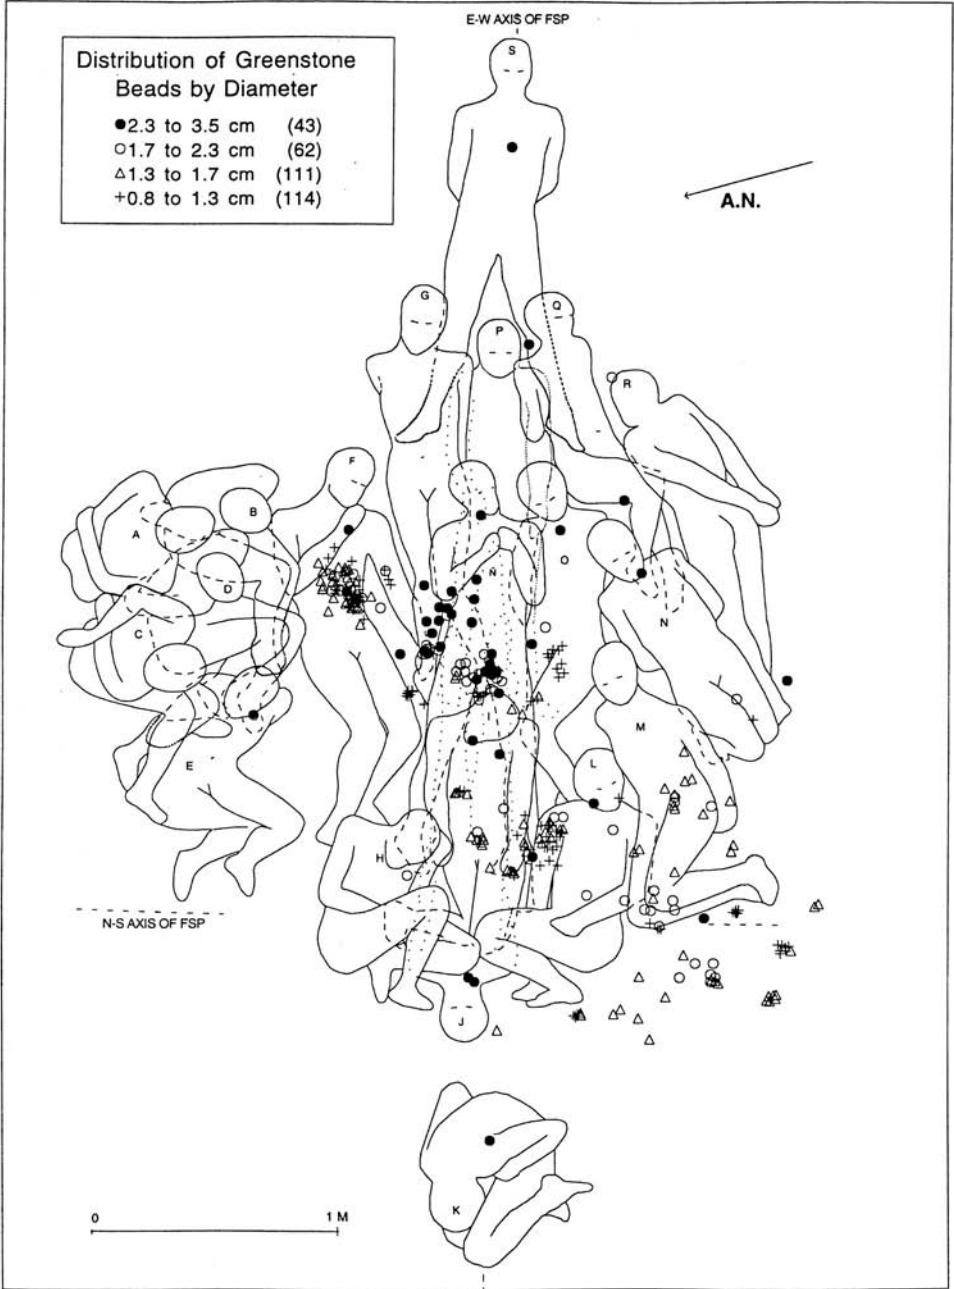 E-W AXIS OF FSP
S
Distribution of Greenstone
Beads by Diameter
●2.3 to 3.5 cm (43)
○1.7 to 2.3 cm (62)
△1.3 to 1.7 cm (111)
+0.8 to 1.3 cm (114)
A.N.
G
Q
P
R
F
B
A
Ñ
O
D
N
C
M
E
L
H
N-S AXIS OF FSP
J
K
0 1 M